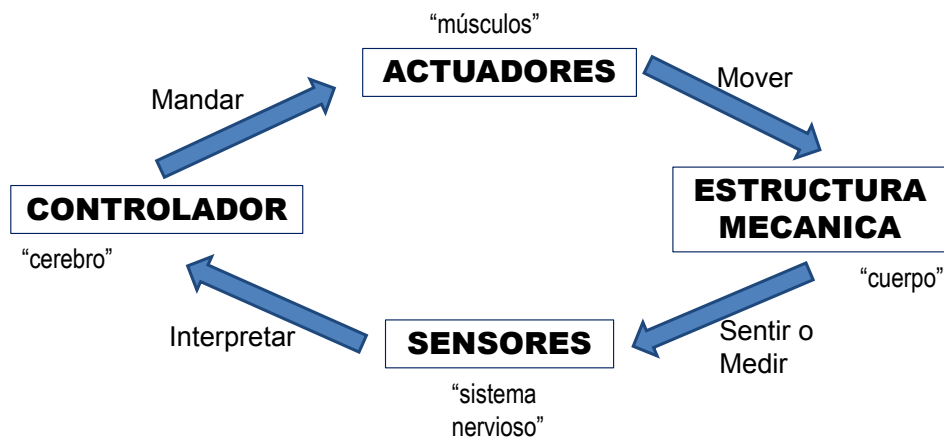 “músculos”
ACTUADORES
Mover
Mandar
ESTRUCTURA
MECANICA
CONTROLADOR
“cerebro”
“cuerpo”
Interpretar
SENSORES
Sentir o
Medir
“sistema
nervioso”